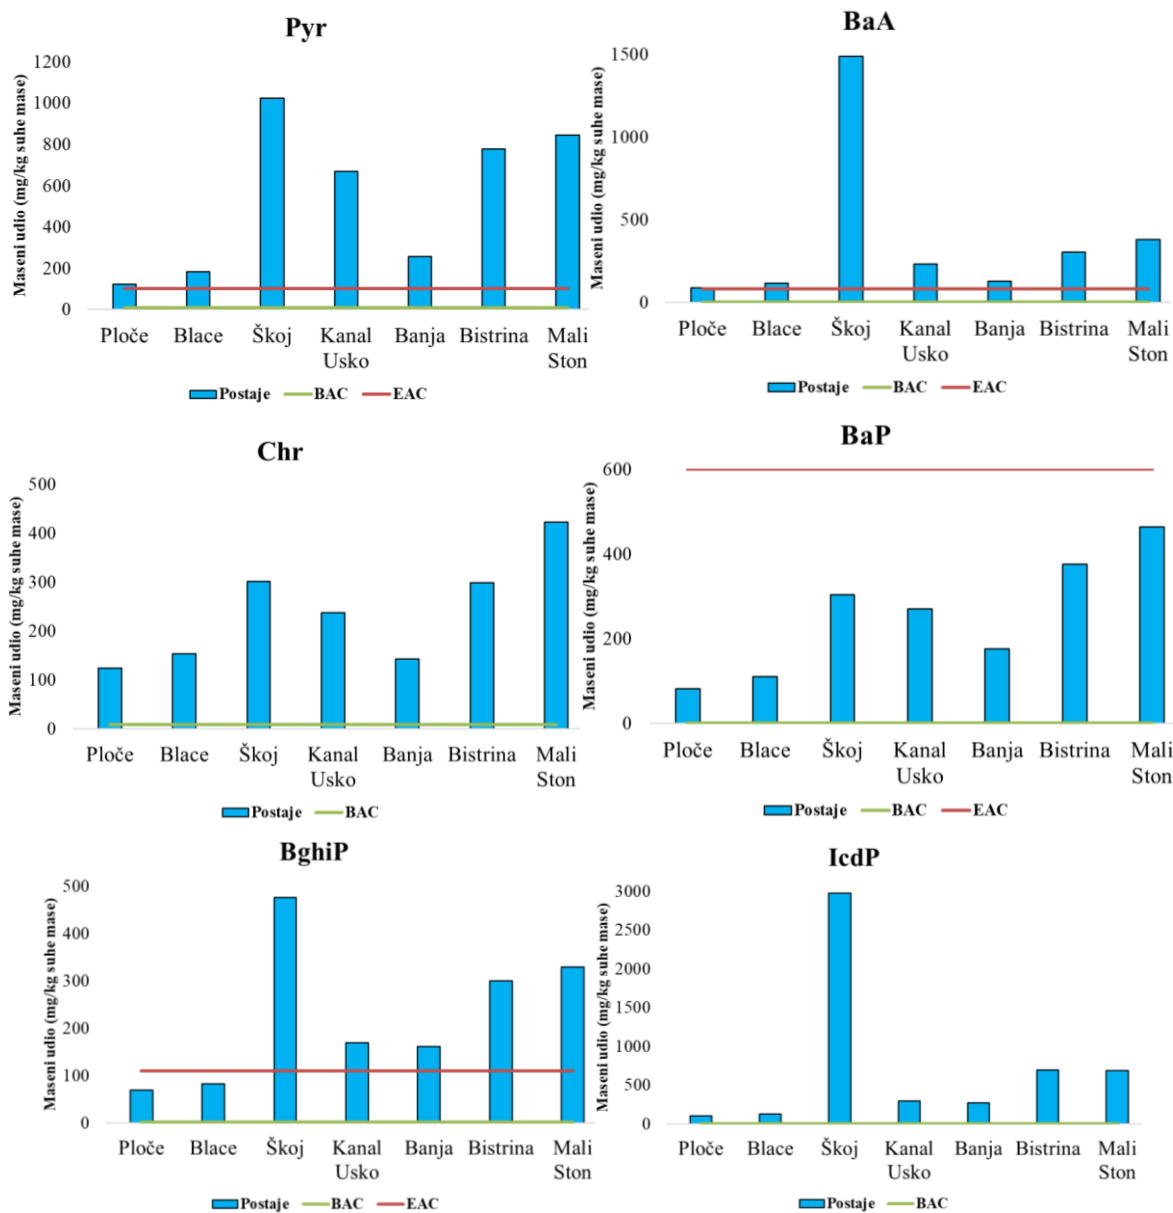 Pyr
Maseni udio (mg/kg suhe mase)
1200
1000
800
600
400
200
0
Ploče Blace Škoj Kanal Usko Banja Bistrina Mali Ston
Postaje BAC EAC
BaA
Maseni udio (mg/kg suhe mase)
1500
1000
500
0
Ploče Blace Škoj Kanal Usko Banja Bistrina Mali Ston
Postaje BAC EAC
Chr
Maseni udio (mg/kg suhe mase)
500
400
300
200
100
0
Ploče Blace Škoj Kanal Usko Banja Bistrina Mali Ston
Postaje BAC
BaP
Maseni udio (mg/kg suhe mase)
600
400
200
0
Ploče Blace Škoj Kanal Usko Banja Bistrina Mali Ston
Postaje BAC EAC
BghiP
Maseni udio (mg/kg suhe mase)
500
400
300
200
100
0
Ploče Blace Škoj Kanal Usko Banja Bistrina Mali Ston
Postaje BAC EAC
IcdP
Maseni udio (mg/kg suhe mase)
3000
2500
2000
1500
1000
500
0
Ploče Blace Škoj Kanal Usko Banja Bistrina Mali Ston
Postaje BAC